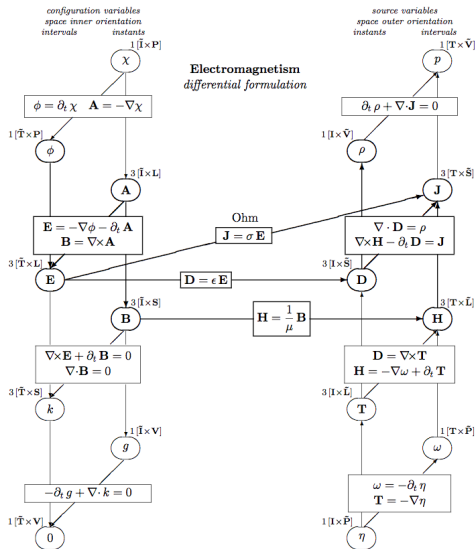 configuration variables
space inner orientation
intervals instants
source variables
space outer orientation
instants intervals
1 [Ĩ×P]
χ
1 [T×Ṽ]
p
Electromagnetism
differential formulation
ϕ = ∂ₜ χ A = −∇χ
∂ₜ ρ + ∇·J = 0
1 [T̃×P]
ϕ
1 [I×Ṽ]
ρ
3 [Ĩ×L]
A
3 [T×S̃]
J
E = −∇ϕ − ∂ₜ A
B = ∇×A
Ohm
J = σ E
∇ · D = ρ
∇×H − ∂ₜ D = J
3 [T̃×L]
E
D = ϵ E
3 [I×S̃]
D
3 [Ĩ×S]
B
H = 1/μ B
3 [T×L̃]
H
∇×E + ∂ₜ B = 0
∇·B = 0
D = ∇×T
H = −∇ω + ∂ₜ T
3 [T̃×S]
k
3 [I×L̃]
T
1 [Ĩ×V]
g
1 [T×P̃]
ω
−∂ₜ g + ∇· k = 0
ω = −∂ₜ η
T = −∇η
1 [T̃×V]
0
1 [I×P̃]
η